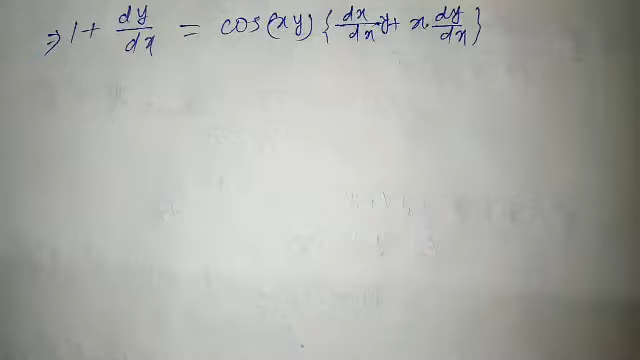 ⇒ 1 + dy/dx = cos(xy) { dx/dx · y + x · dy/dx }